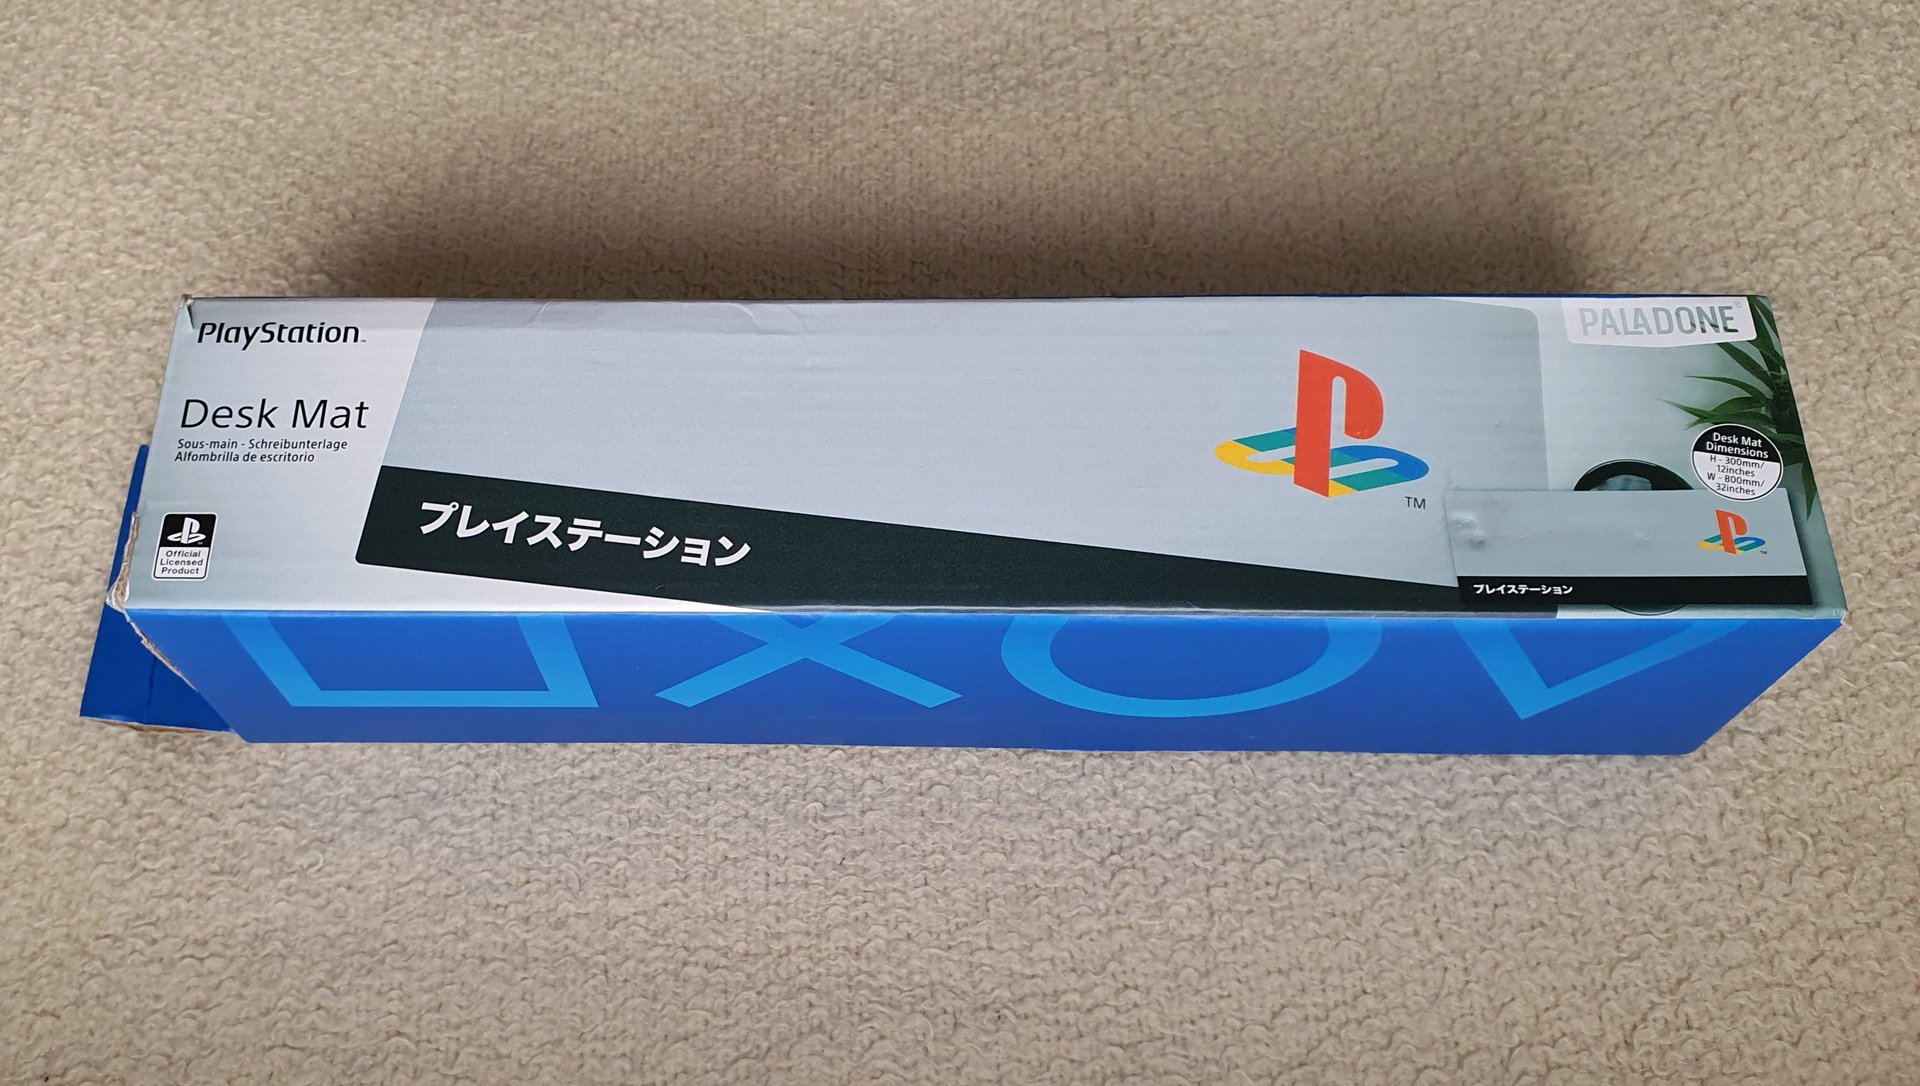 PlayStation™
Desk Mat
Sous-main - Schreibunterlage
Alfombrilla de escritorio
Official
Licensed
Product
プレイステーション
TM
PALADONE®
Desk Mat
Dimensions
H - 300mm/
12inches
W - 800mm/
32inches
TM
プレイステーション